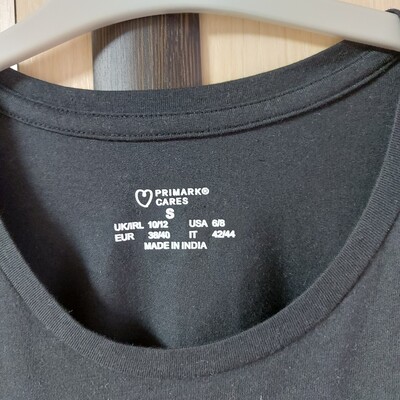 PRIMARK®
CARES
S
UK/IRL 10/12 USA 6/8
EUR 38/40 IT 42/44
MADE IN INDIA